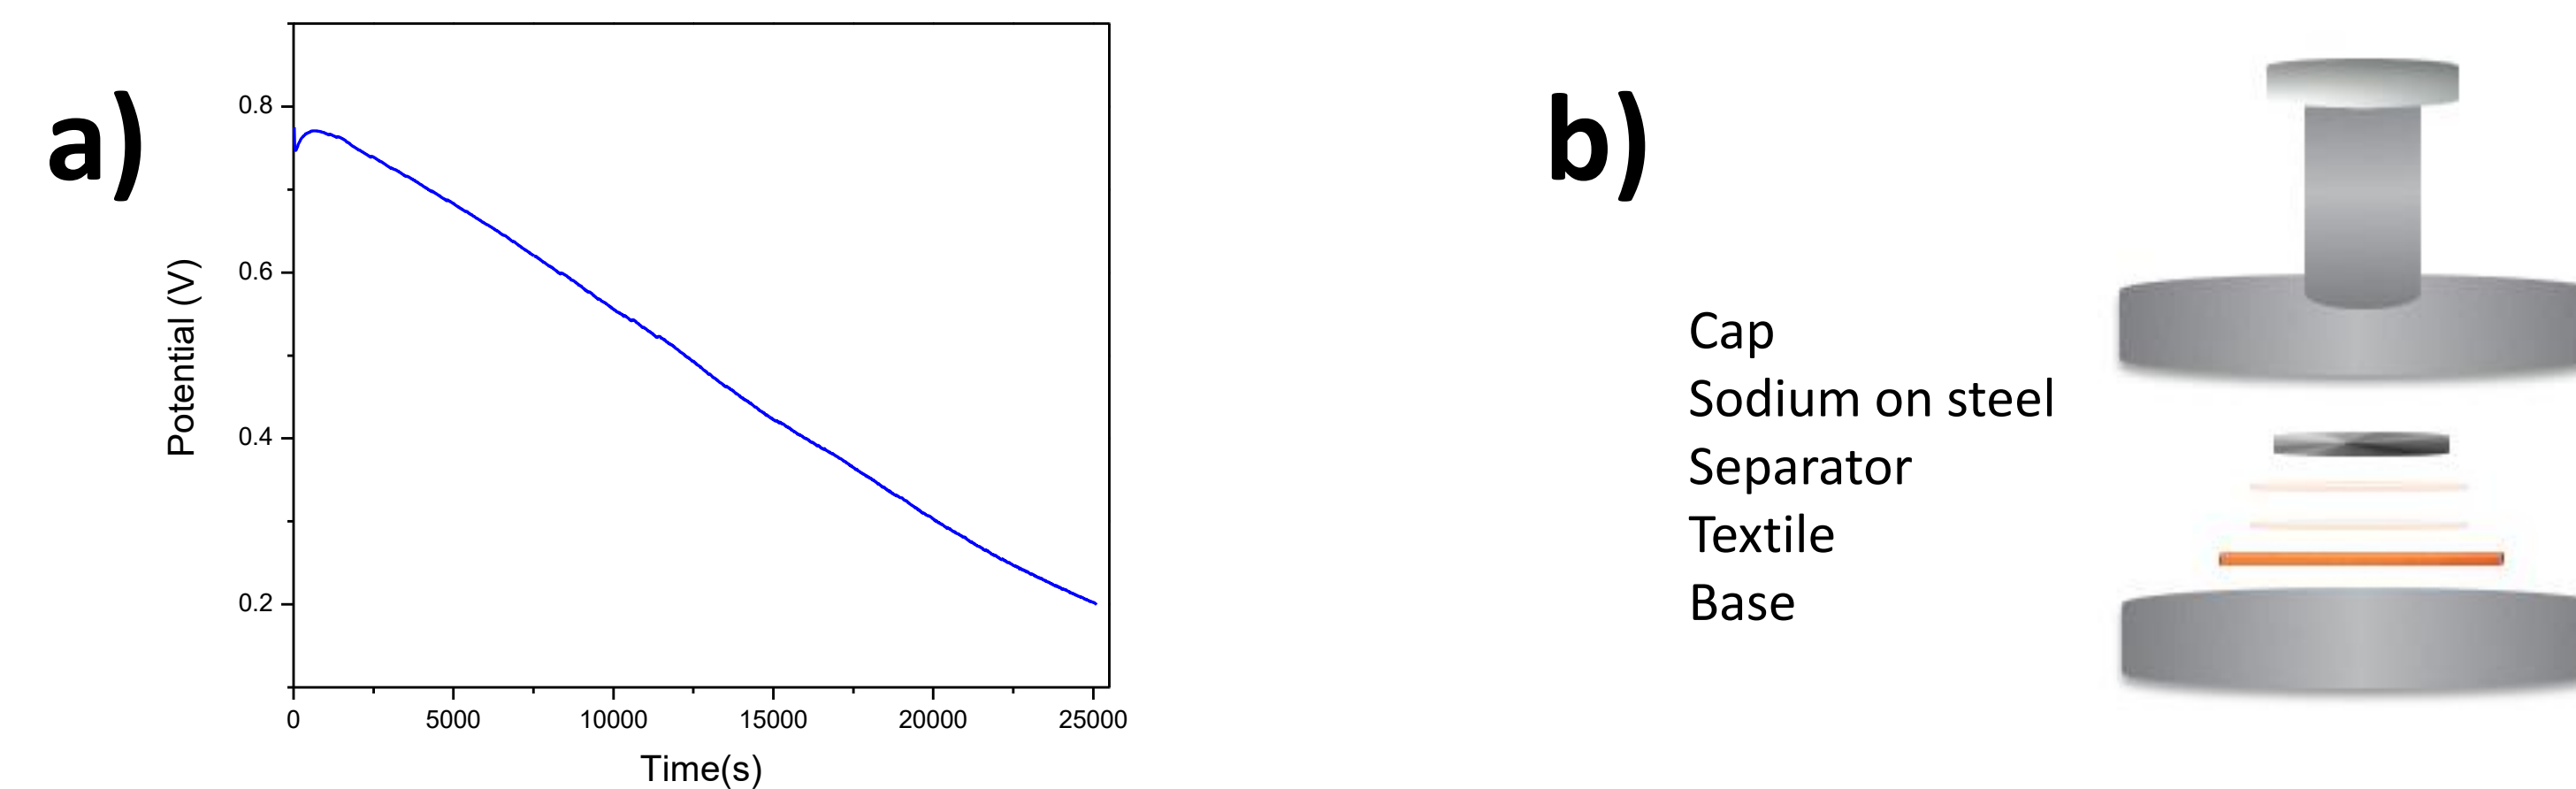 a)
0.8
0.6
0.4
0.2
Potential (V)
0 5000 10000 15000 20000 25000
Time(s)
b)
Cap
Sodium on steel
Separator
Textile
Base